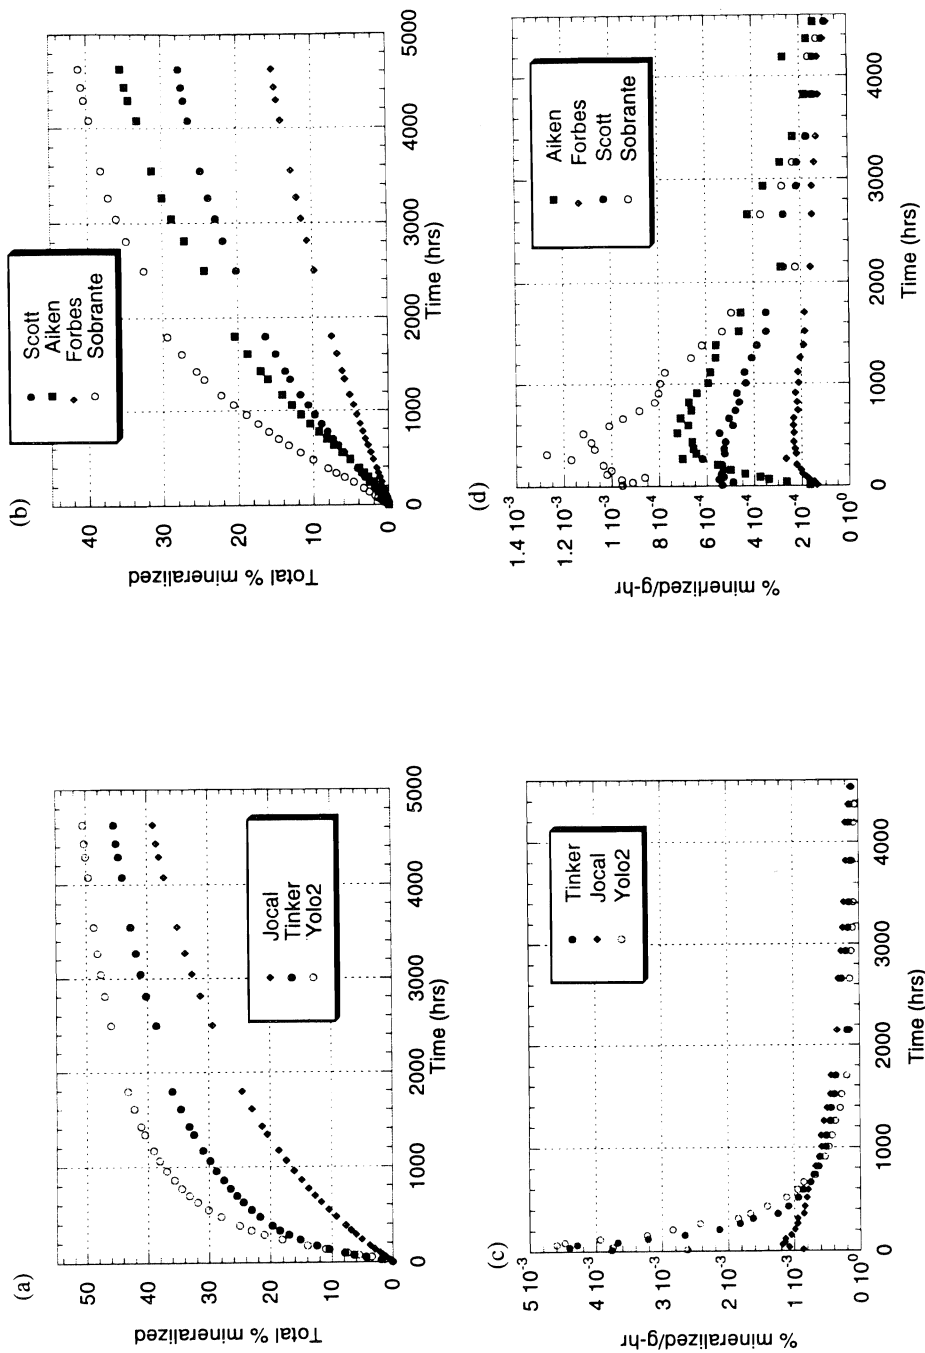 (a)
Total % mineralized
50
40
30
20
10
0
Jocal
Tinker
Yolo2
0
1000
2000
3000
4000
5000
Time (hrs)
(b)
Total % mineralized
40
30
20
10
0
Scott
Aiken
Forbes
Sobrante
0
1000
2000
3000
4000
5000
Time (hrs)
(c)
% mineralized/g-hr
5 10⁻³
4 10⁻³
3 10⁻³
2 10⁻³
1 10⁻³
0 10⁰
Tinker
Jocal
Yolo2
0
1000
2000
3000
4000
Time (hrs)
(d)
% minerlized/g-hr
1.4 10⁻³
1.2 10⁻³
1 10⁻³
8 10⁻⁴
6 10⁻⁴
4 10⁻⁴
2 10⁻⁴
0 10⁰
Aiken
Forbes
Scott
Sobrante
0
1000
2000
3000
4000
Time (hrs)